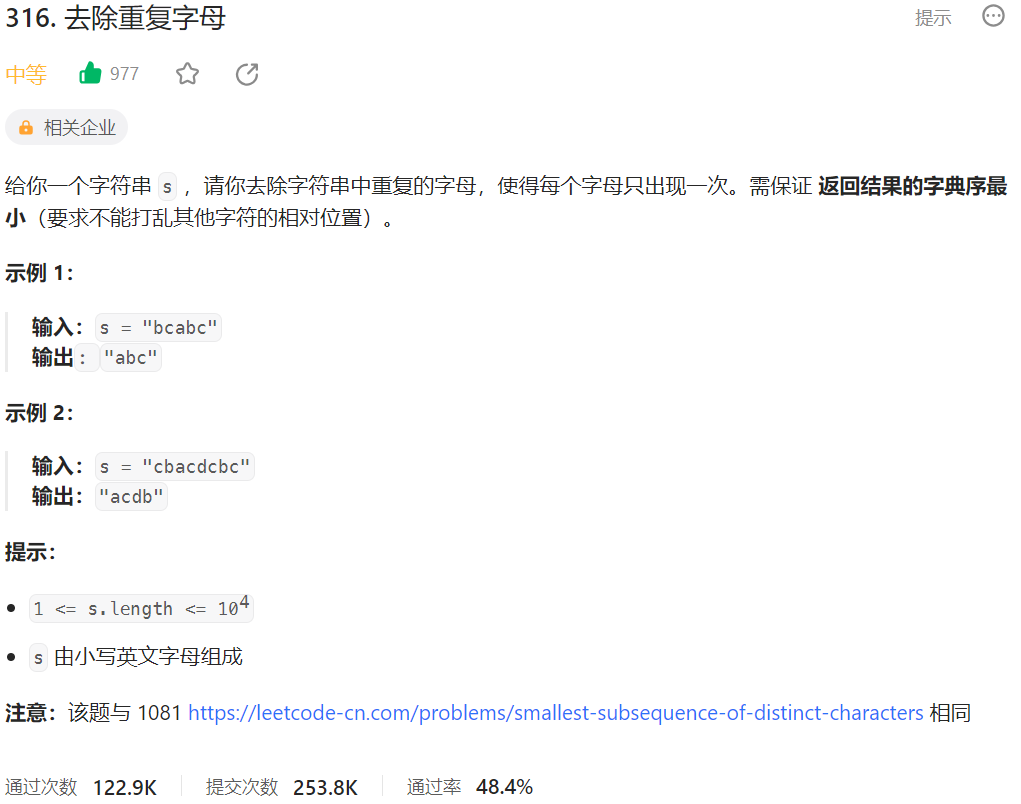 316. 去除重复字母
提示
中等
977
相关企业
给你一个字符串 s ，请你去除字符串中重复的字母，使得每个字母只出现一次。需保证 返回结果的字典序最
小（要求不能打乱其他字符的相对位置）。
示例 1：
输入：s = "bcabc"
输出："abc"
示例 2：
输入：s = "cbacdcbc"
输出："acdb"
提示：
• 1 <= s.length <= 10⁴
• s 由小写英文字母组成
注意：该题与 1081 https://leetcode-cn.com/problems/smallest-subsequence-of-distinct-characters 相同
通过次数 122.9K 提交次数 253.8K 通过率 48.4%